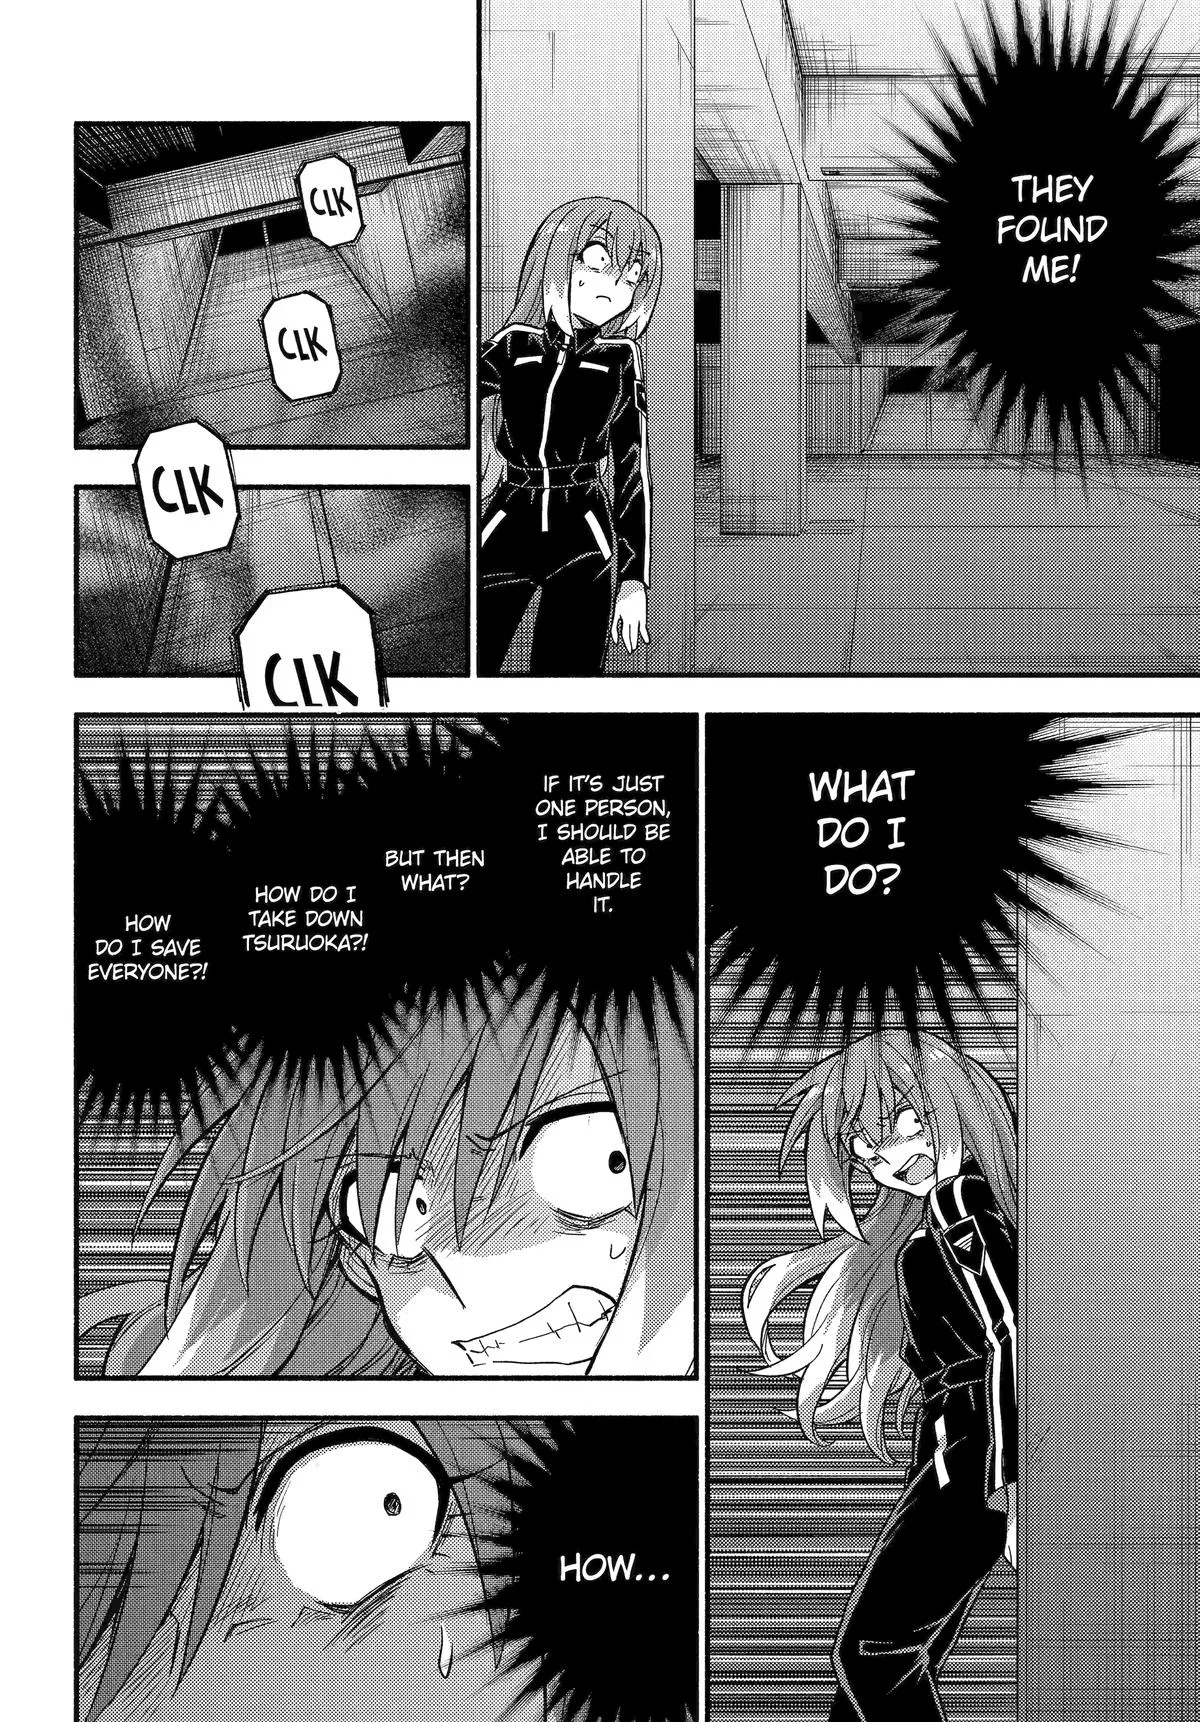 THEY
FOUND
ME!
CLK
CLK
CLK
CLK
WHAT
DO I
DO?
IF IT'S JUST
ONE PERSON,
I SHOULD BE
ABLE TO
HANDLE
IT.
BUT THEN
WHAT?
HOW DO I
TAKE DOWN
TSURUOKA?!
HOW
DO I SAVE
EVERYONE?!
HOW...